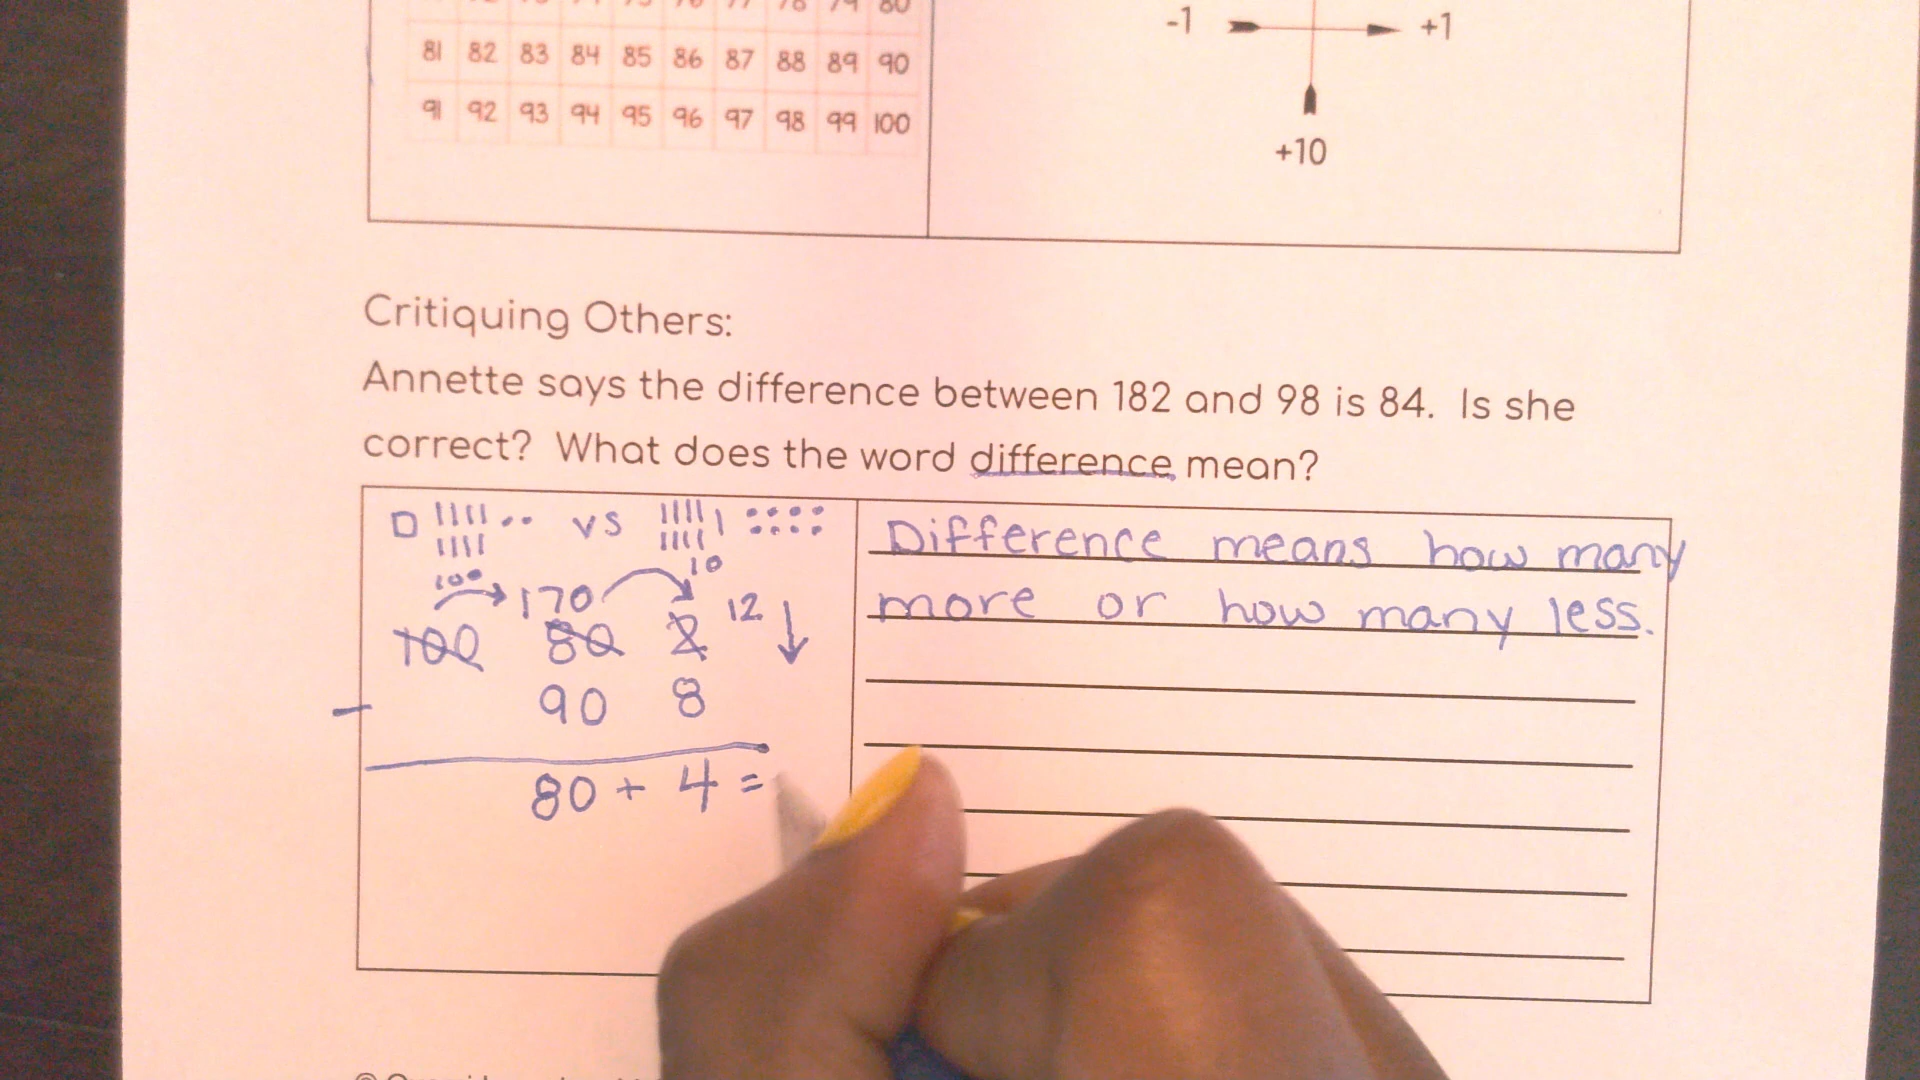 78 79 80
81 82 83 84 85 86 87 88 89 90
91 92 93 94 95 96 97 98 99 100
-1 +1
+10
Critiquing Others:
Annette says the difference between 182 and 98 is 84. Is she
correct? What does the word difference mean?
vs
10
100
170 12
100 80 2
90 8
-
80 + 4 =
Difference means how many
more or how many less.